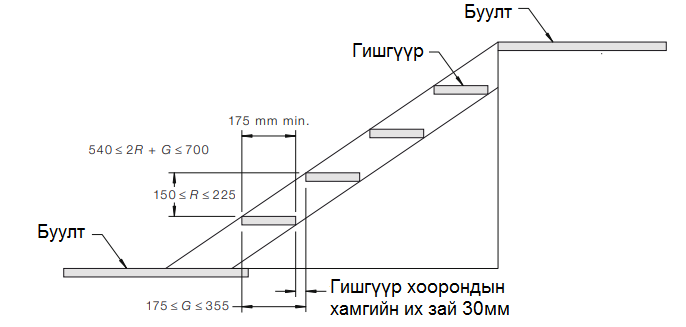 Буулт
Гишгүүр
175 mm min.
540 ≤ 2R + G ≤ 700
150 ≤ R ≤ 225
Буулт
175 ≤ G ≤ 355
Гишгүүр хоорондын
хамгийн их зай 30мм